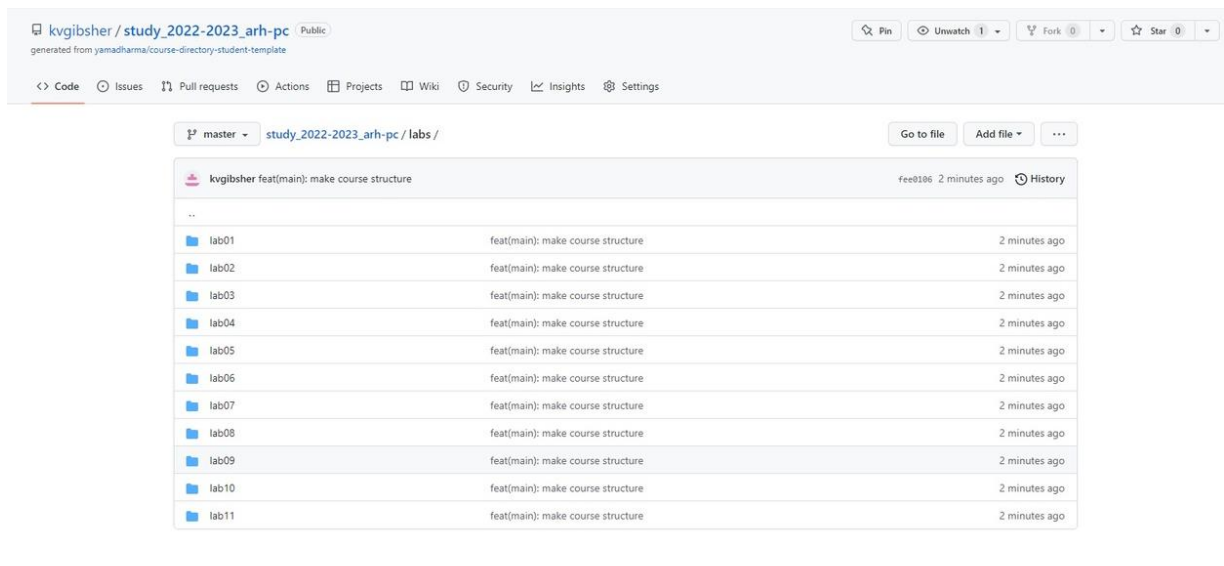 kvgibsher / study_2022-2023_arh-pc Public
Pin Unwatch 1 Fork 0 Star 0
generated from yamadharma/course-directory-student-template
<> Code Issues Pull requests Actions Projects Wiki Security Insights Settings
master study_2022-2023_arh-pc / labs / Go to file Add file ...
kvgibsher feat(main): make course structure fee0106 2 minutes ago History
..
lab01 feat(main): make course structure 2 minutes ago
lab02 feat(main): make course structure 2 minutes ago
lab03 feat(main): make course structure 2 minutes ago
lab04 feat(main): make course structure 2 minutes ago
lab05 feat(main): make course structure 2 minutes ago
lab06 feat(main): make course structure 2 minutes ago
lab07 feat(main): make course structure 2 minutes ago
lab08 feat(main): make course structure 2 minutes ago
lab09 feat(main): make course structure 2 minutes ago
lab10 feat(main): make course structure 2 minutes ago
lab11 feat(main): make course structure 2 minutes ago